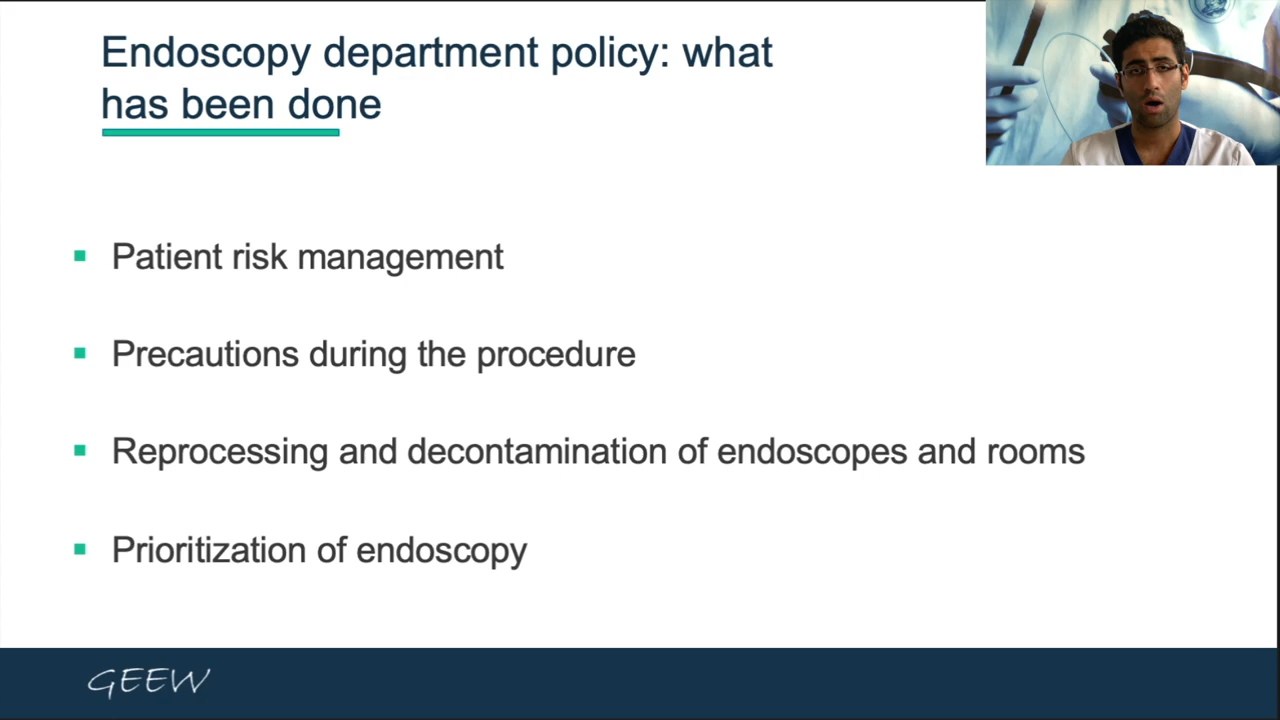 Endoscopy department policy: what
has been done
Patient risk management
Precautions during the procedure
Reprocessing and decontamination of endoscopes and rooms
Prioritization of endoscopy
GEEW